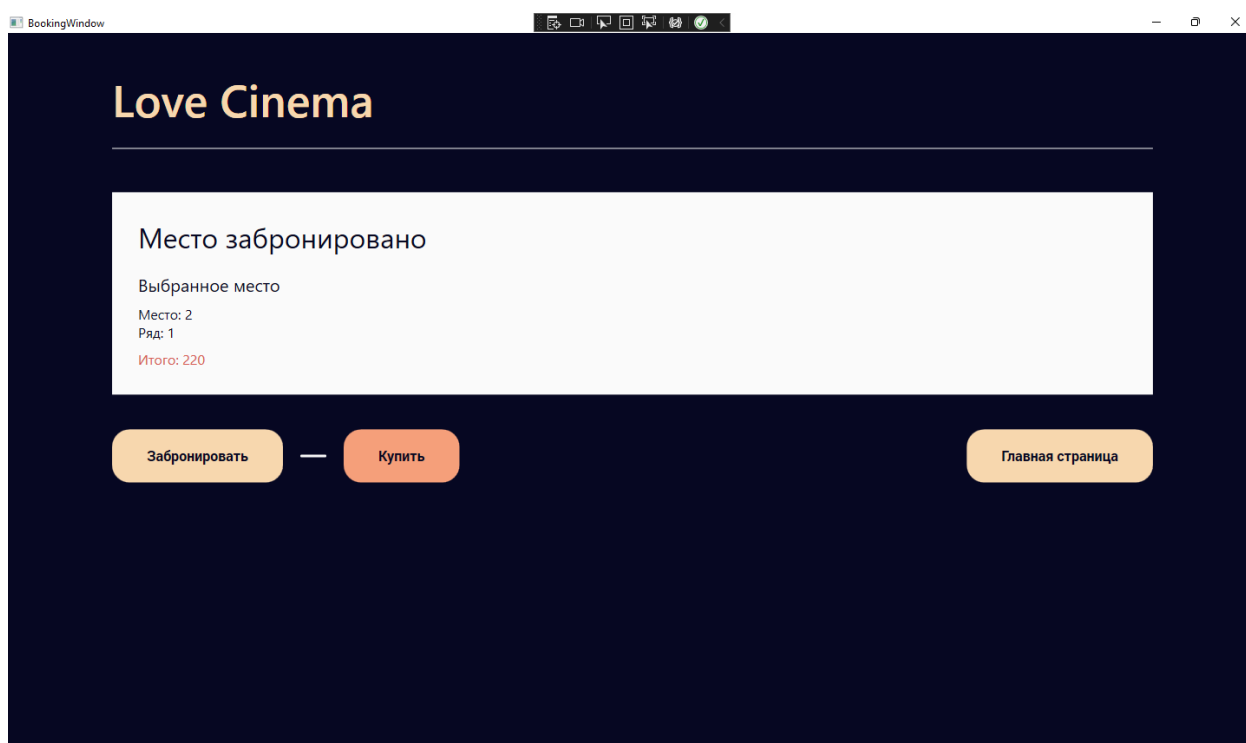 BookingWindow
Love Cinema
Место забронировано
Выбранное место
Место: 2
Ряд: 1
Итого: 220
Забронировать
Купить
Главная страница